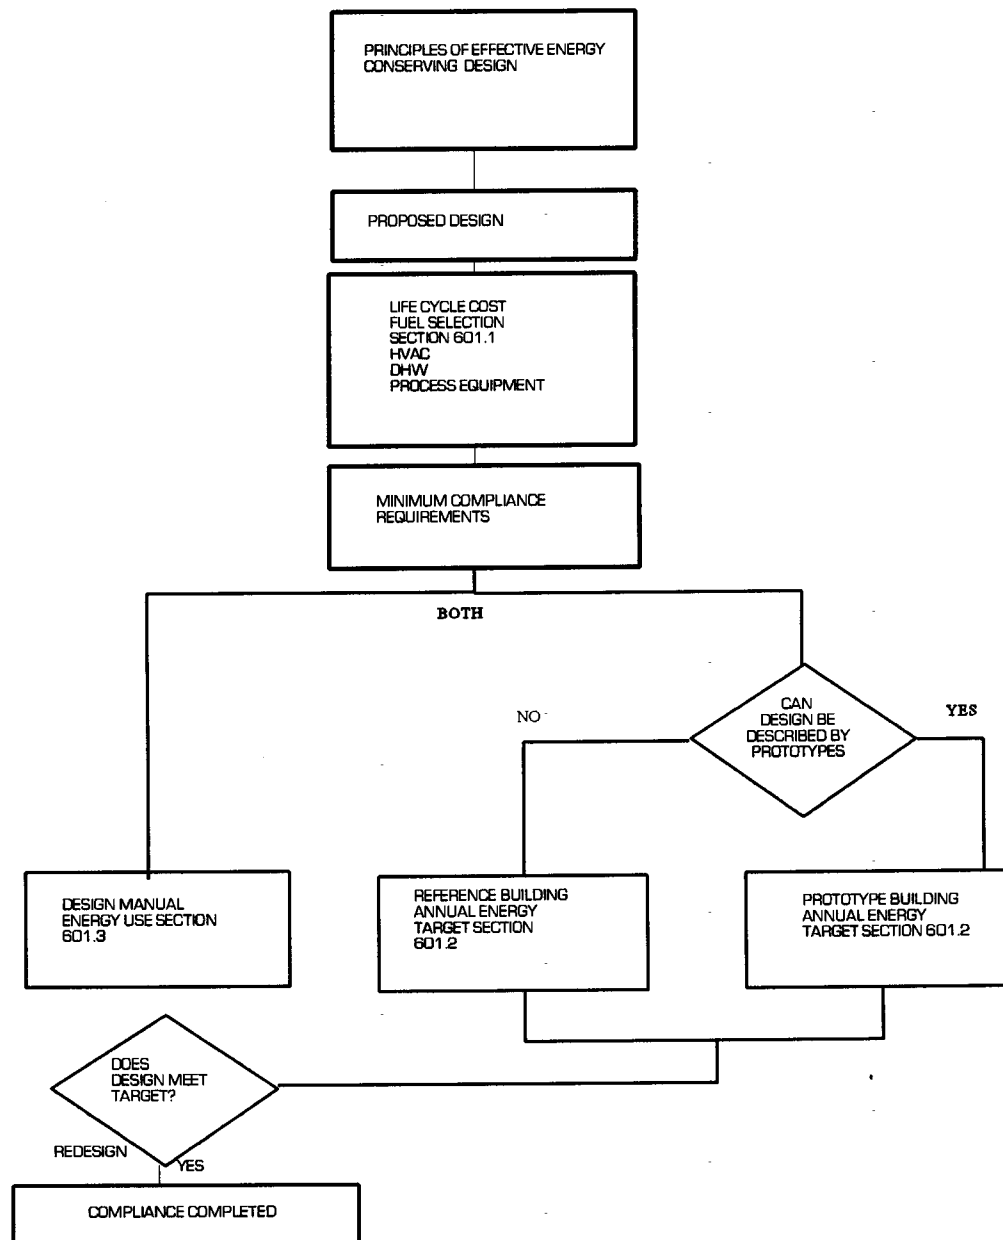 PRINCIPLES OF EFFECTIVE ENERGY
CONSERVING DESIGN
PROPOSED DESIGN
LIFE CYCLE COST
FUEL SELECTION
SECTION 601.1
HVAC
DHW
PROCESS EQUIPMENT
MINIMUM COMPLIANCE
REQUIREMENTS
BOTH
CAN
DESIGN BE
DESCRIBED BY
PROTOTYPES
NO
YES
DESIGN MANUAL
ENERGY USE SECTION
601.3
REFERENCE BUILDING
ANNUAL ENERGY
TARGET SECTION
601.2
PROTOTYPE BUILDING
ANNUAL ENERGY
TARGET SECTION 601.2
DOES
DESIGN MEET
TARGET?
REDESIGN
YES
COMPLIANCE COMPLETED